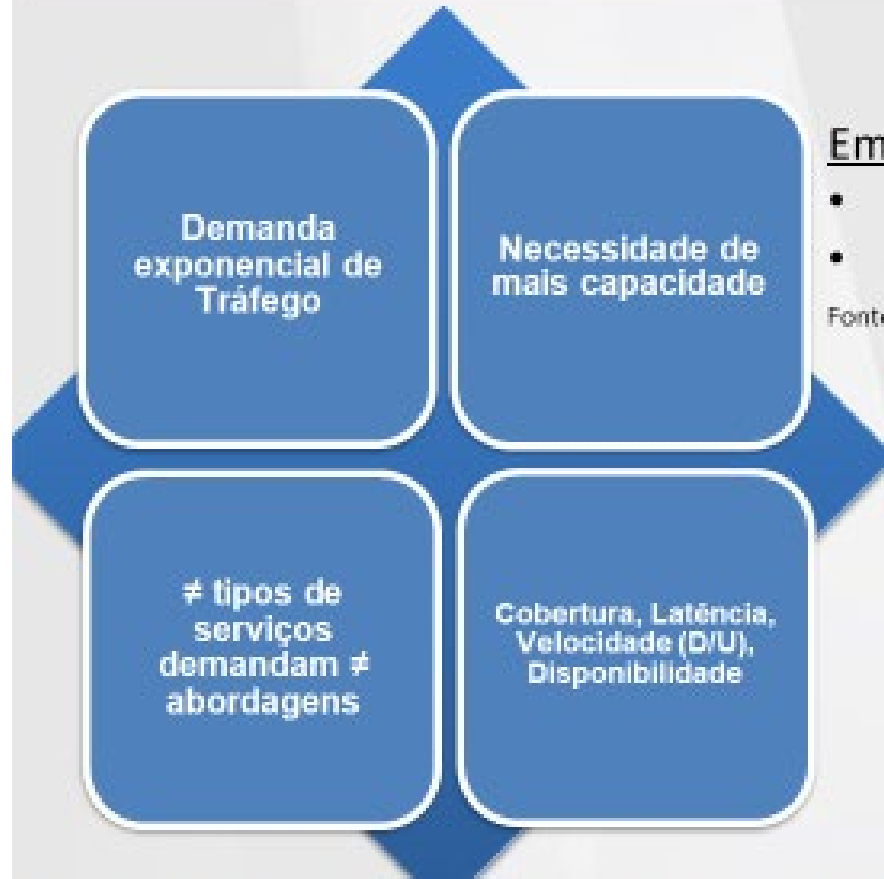 Demanda
exponencial de
Tráfego
Necessidade de
mais capacidade
≠ tipos de
serviços
demandam ≠
abordagens
Cobertura, Latência,
Velocidade (D/U),
Disponibilidade
Em
•
•
Fonte